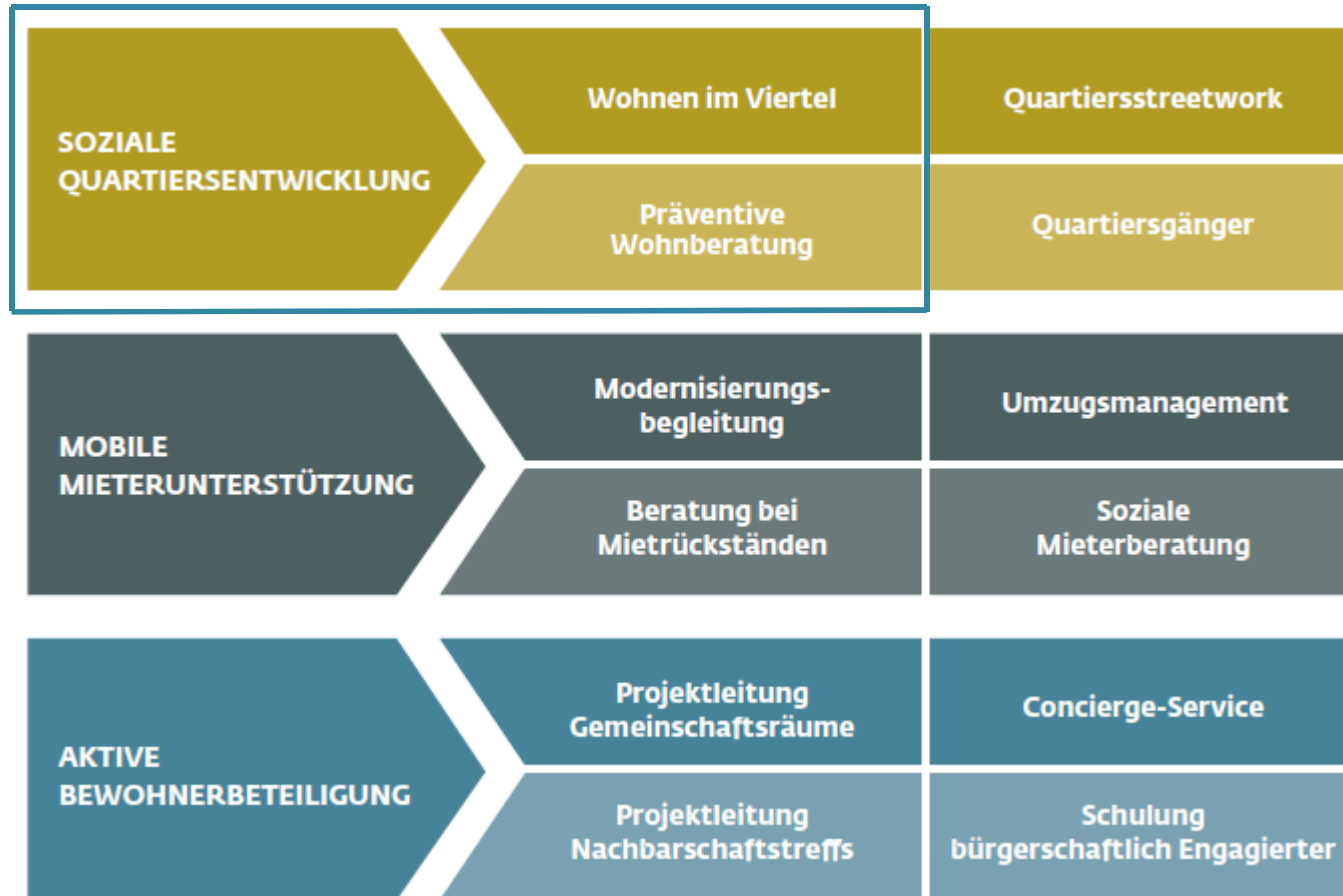 SOZIALE
QUARTIERSENTWICKLUNG
Wohnen im Viertel
Quartiersstreetwork
Präventive
Wohnberatung
Quartiersgänger
MOBILE
MIETERUNTERSTÜTZUNG
Modernisierungs-
begleitung
Umzugsmanagement
Beratung bei
Mietrückständen
Soziale
Mieterberatung
AKTIVE
BEWOHNERBETEILIGUNG
Projektleitung
Gemeinschaftsräume
Concierge-Service
Projektleitung
Nachbarschaftstreffs
Schulung
bürgerschaftlich Engagierter